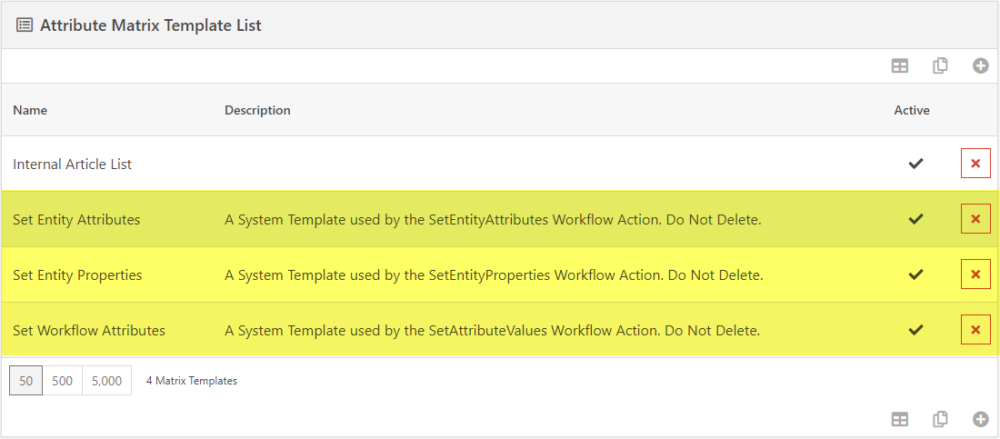 Attribute Matrix Template List
Name Description Active
Internal Article List
Set Entity Attributes A System Template used by the SetEntityAttributes Workflow Action. Do Not Delete.
Set Entity Properties A System Template used by the SetEntityProperties Workflow Action. Do Not Delete.
Set Workflow Attributes A System Template used by the SetAttributeValues Workflow Action. Do Not Delete.
50 500 5,000 4 Matrix Templates